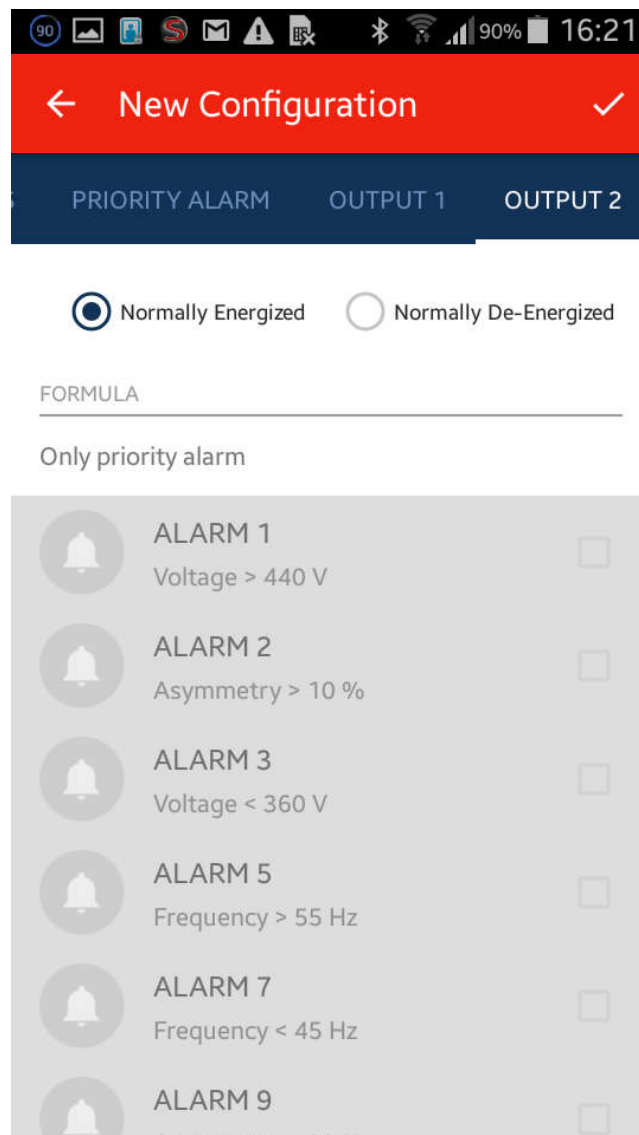 90 90% 16:21
New Configuration
S PRIORITY ALARM OUTPUT 1 OUTPUT 2
Normally Energized Normally De-Energized
FORMULA
Only priority alarm
ALARM 1
Voltage > 440 V
ALARM 2
Asymmetry > 10 %
ALARM 3
Voltage < 360 V
ALARM 5
Frequency > 55 Hz
ALARM 7
Frequency < 45 Hz
ALARM 9